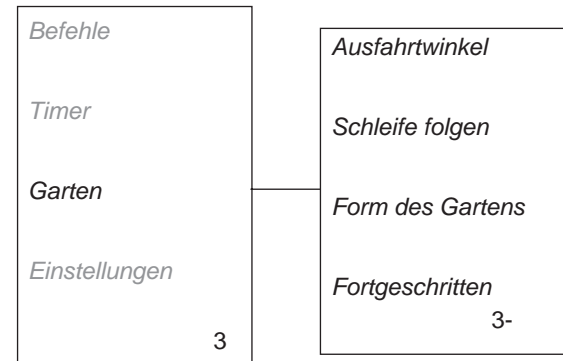 Befehle
Timer
Garten
Einstellungen
3
Ausfahrtwinkel
Schleife folgen
Form des Gartens
Fortgeschritten
3-